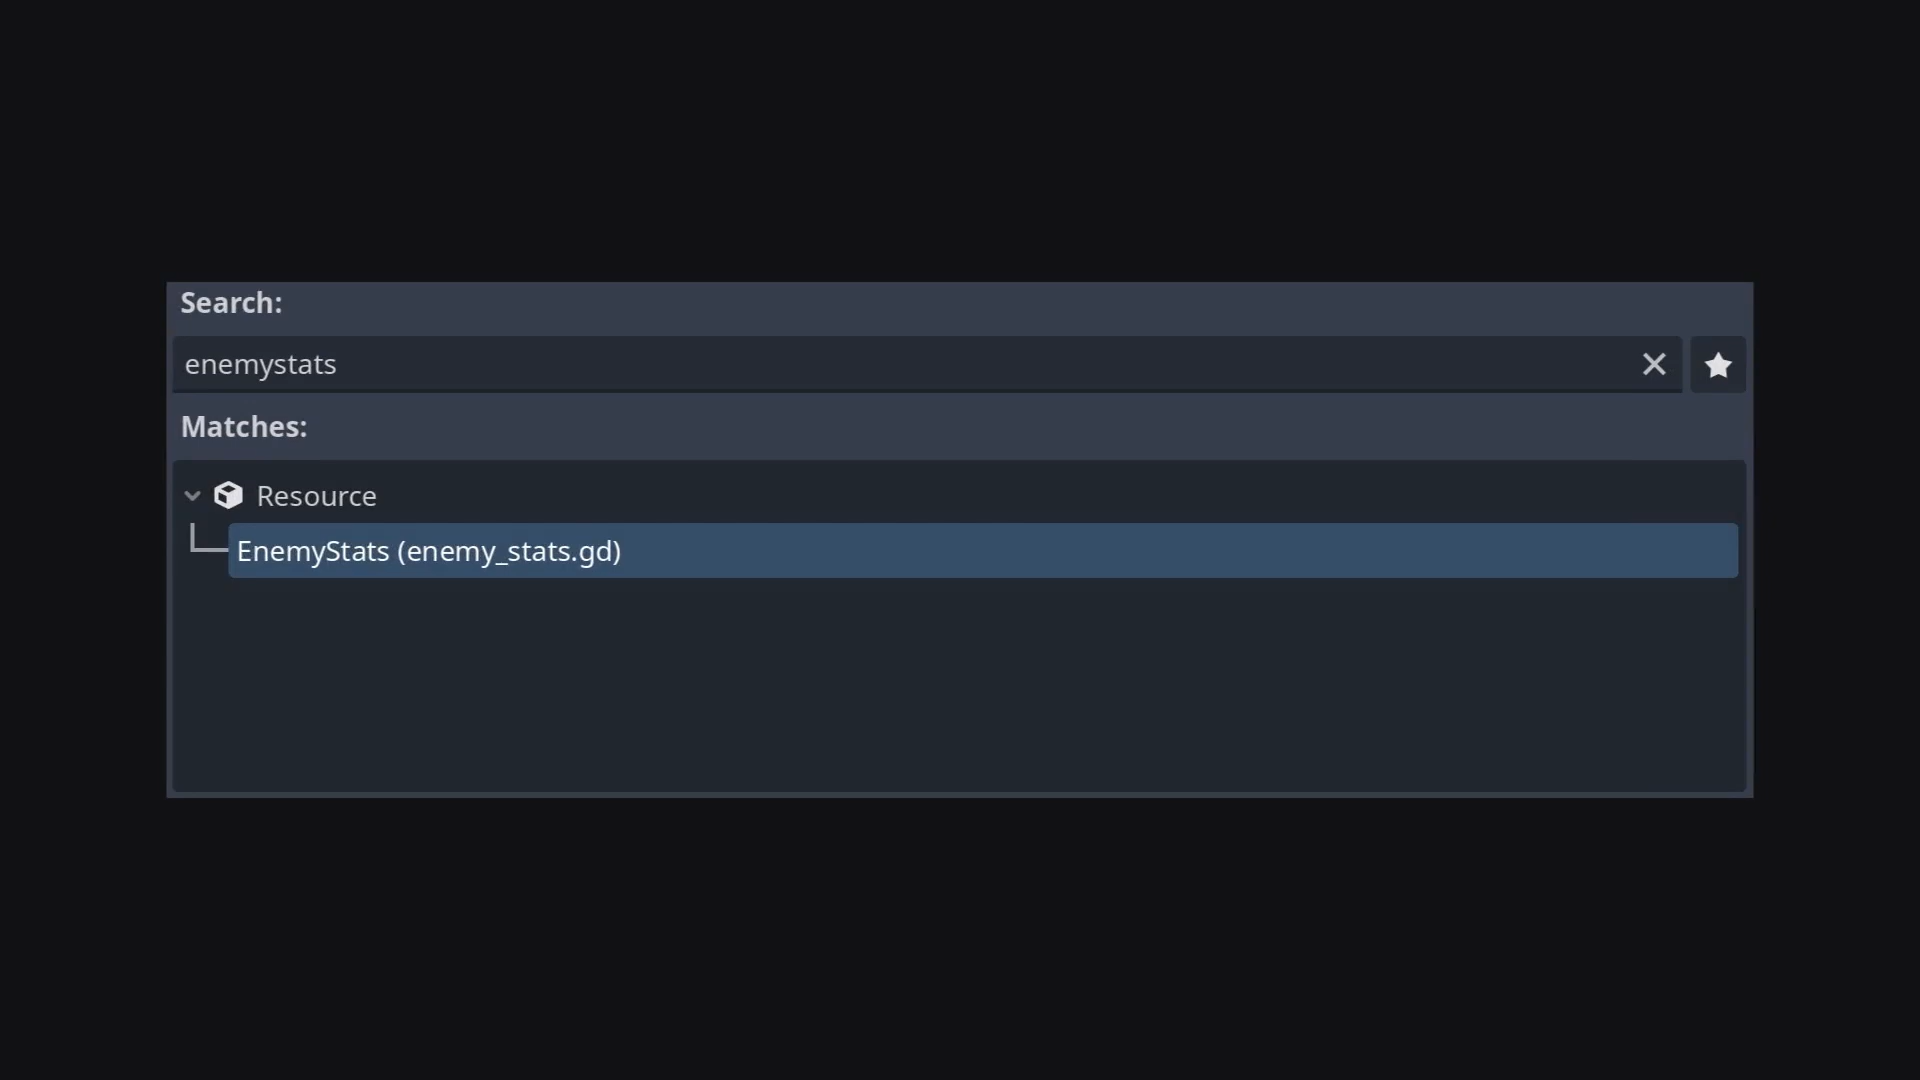 Search:
enemystats
Matches:
Resource
EnemyStats (enemy_stats.gd)